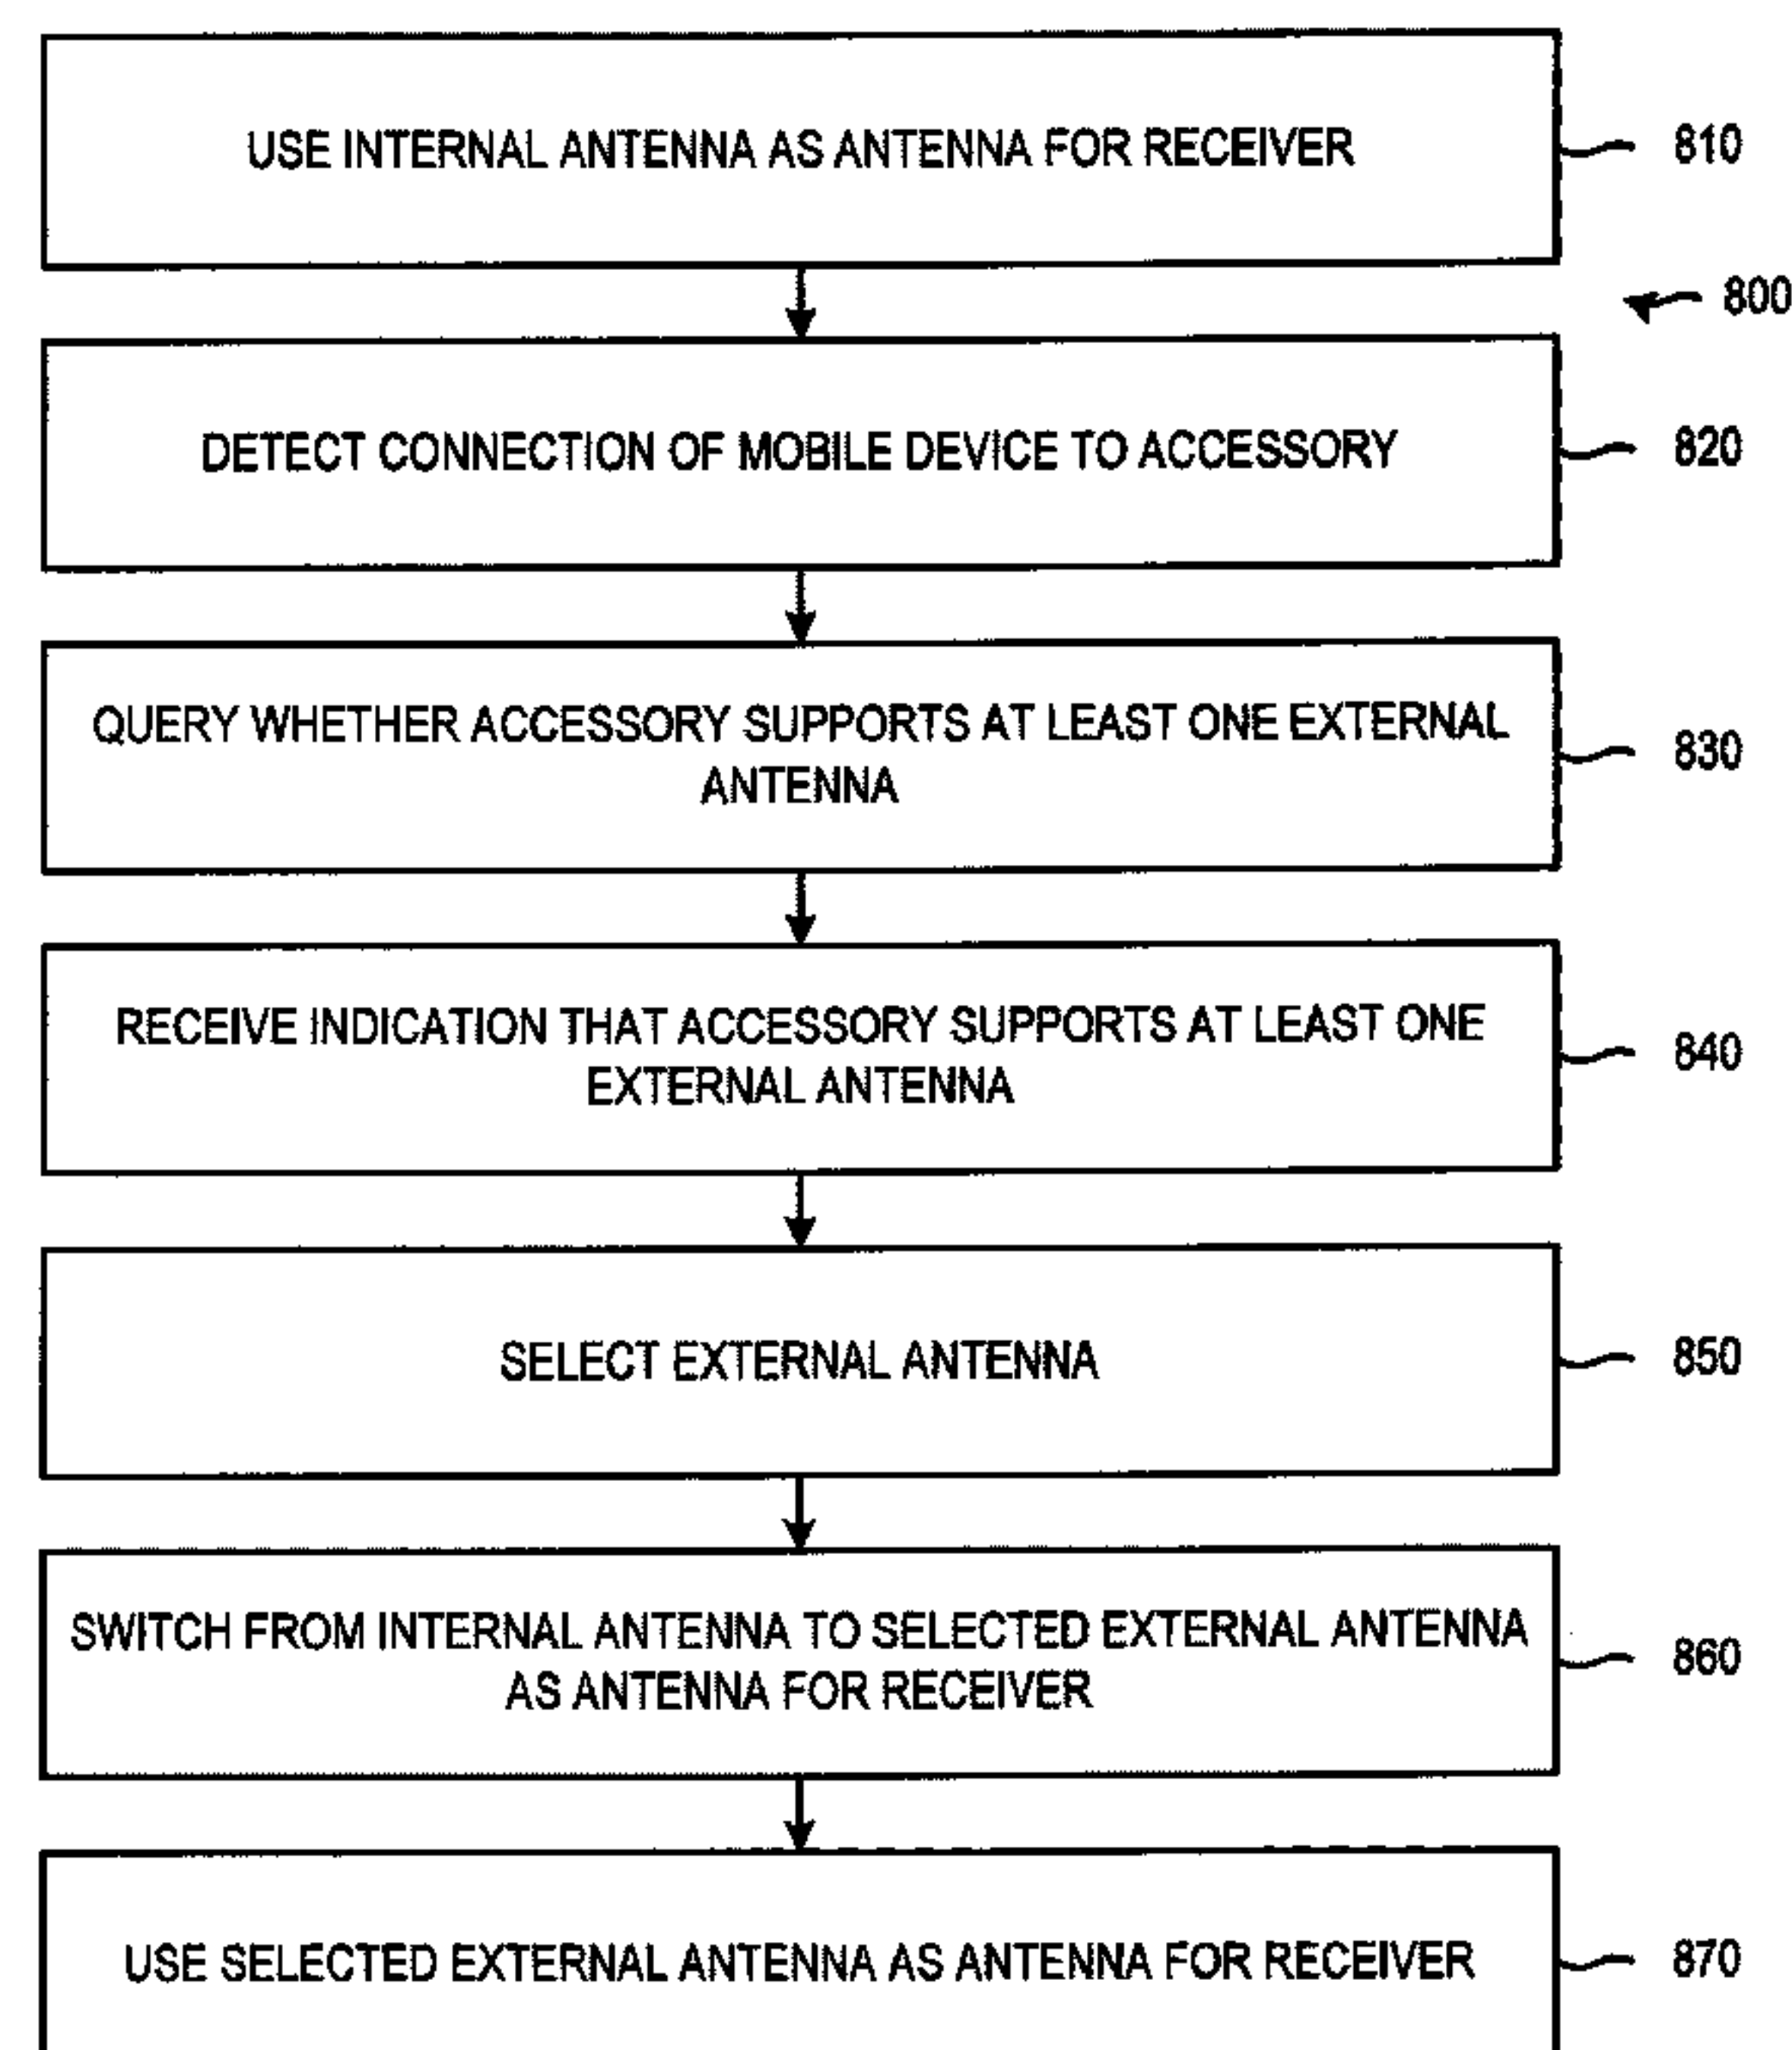 USE INTERNAL ANTENNA AS ANTENNA FOR RECEIVER
810
800
DETECT CONNECTION OF MOBILE DEVICE TO ACCESSORY
820
QUERY WHETHER ACCESSORY SUPPORTS AT LEAST ONE EXTERNAL
ANTENNA
830
RECEIVE INDICATION THAT ACCESSORY SUPPORTS AT LEAST ONE
EXTERNAL ANTENNA
840
SELECT EXTERNAL ANTENNA
850
SWITCH FROM INTERNAL ANTENNA TO SELECTED EXTERNAL ANTENNA
AS ANTENNA FOR RECEIVER
860
USE SELECTED EXTERNAL ANTENNA AS ANTENNA FOR RECEIVER
870